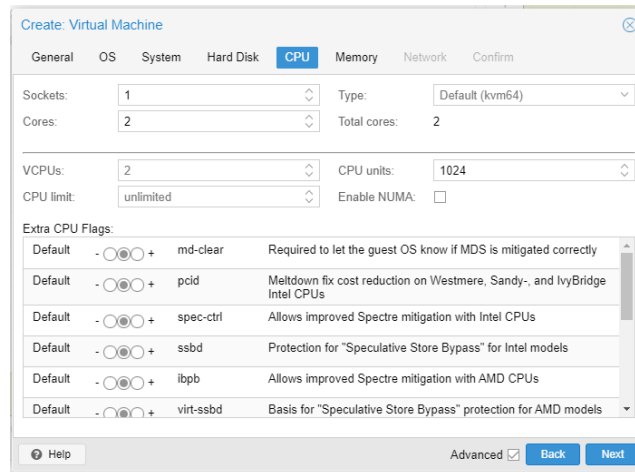 Create: Virtual Machine
General OS System Hard Disk CPU Memory Network Confirm
Sockets: 1 Type: Default (kvm64)
Cores: 2 Total cores: 2
VCPUs: 2 CPU units: 1024
CPU limit: unlimited Enable NUMA:
Extra CPU Flags:
Default - + md-clear Required to let the guest OS know if MDS is mitigated correctly
Default - + pcid Meltdown fix cost reduction on Westmere, Sandy-, and IvyBridge
Intel CPUs
Default - + spec-ctrl Allows improved Spectre mitigation with Intel CPUs
Default - + ssbd Protection for "Speculative Store Bypass" for Intel models
Default - + ibpb Allows improved Spectre mitigation with AMD CPUs
Default - + virt-ssbd Basis for "Speculative Store Bypass" protection for AMD models
Help Advanced Back Next